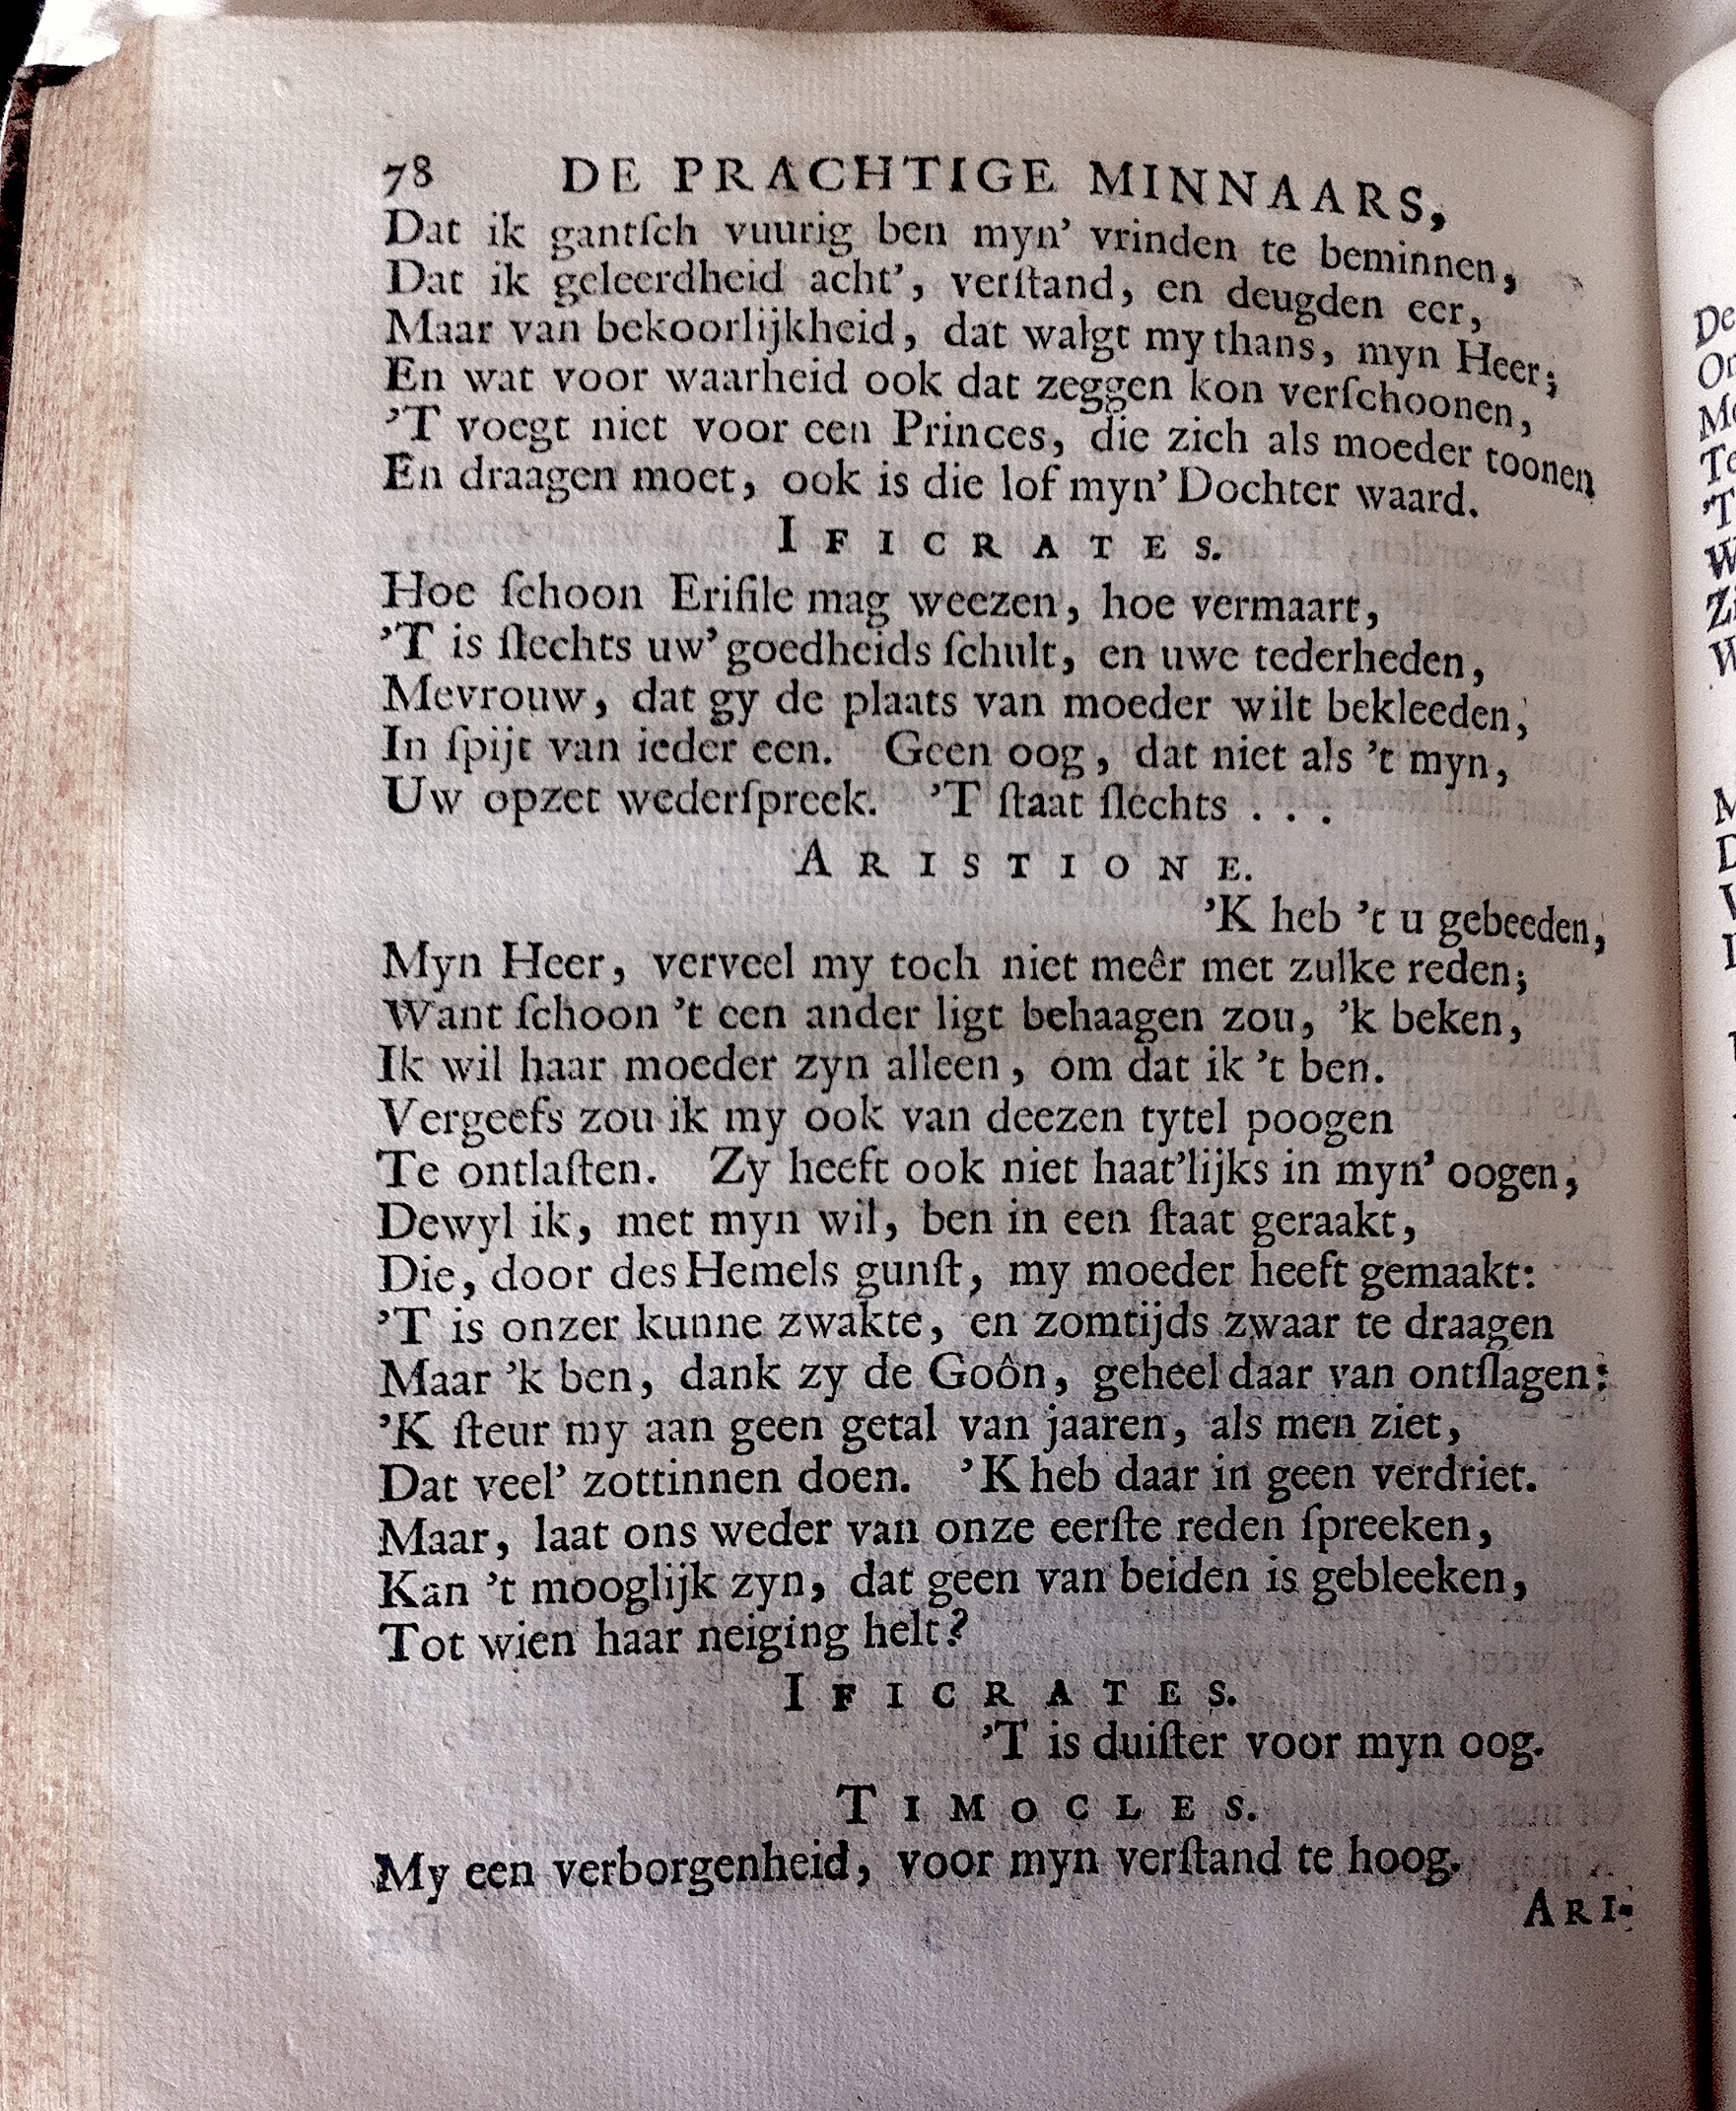 78 DE PRACHTIGE MINNAARS,
Dat ik gantſch vuurig ben myn’ vrinden te beminnen,
Dat ik geleerdheid acht’, verſtand, en deugden eer,
Maar van bekoorlijkheid, dat walgt my thans, myn Heer;
En wat voor waarheid ook dat zeggen kon verſchoonen,
’T voegt niet voor een Princes, die zich als moeder toonen
En draagen moet, ook is die lof myn’ Dochter waard.
IFICRATES.
Hoe ſchoon Eriſile mag weezen, hoe vermaart,
’T is ſlechts uw’ goedheids ſchult, en uwe tederheden,
Mevrouw, dat gy de plaats van moeder wilt bekleeden,
In ſpijt van ieder een. Geen oog, dat niet als ’t myn,
Uw opzet wederſpreek. ’T ſtaat ſlechts . . .
ARISTIONE.
’K heb ’t u gebeeden,
Myn Heer, verveel my toch niet meêr met zulke reden;
Want ſchoon ’t een ander ligt behaagen zou, ’k beken,
Ik wil haar moeder zyn alleen, om dat ik ’t ben.
Vergeefs zou ik my ook van deezen tytel poogen
Te ontlaſten. Zy heeft ook niet haat’lijks in myn’ oogen,
Dewyl ik, met myn wil, ben in een ſtaat geraakt,
Die, door des Hemels gunſt, my moeder heeft gemaakt:
’T is onzer kunne zwakte, en zomtijds zwaar te draagen
Maar ’k ben, dank zy de Goôn, geheel daar van ontſlagen:
’K ſteur my aan geen getal van jaaren, als men ziet,
Dat veel’ zottinnen doen. ’K heb daar in geen verdriet.
Maar, laat ons weder van onze eerſte reden ſpreeken,
Kan ’t mooglijk zyn, dat geen van beiden is gebleeken,
Tot wien haar neiging helt?
IFICRATES.
’T is duiſter voor myn oog.
TIMOCLES.
My een verborgenheid, voor myn verſtand te hoog.
ARI-